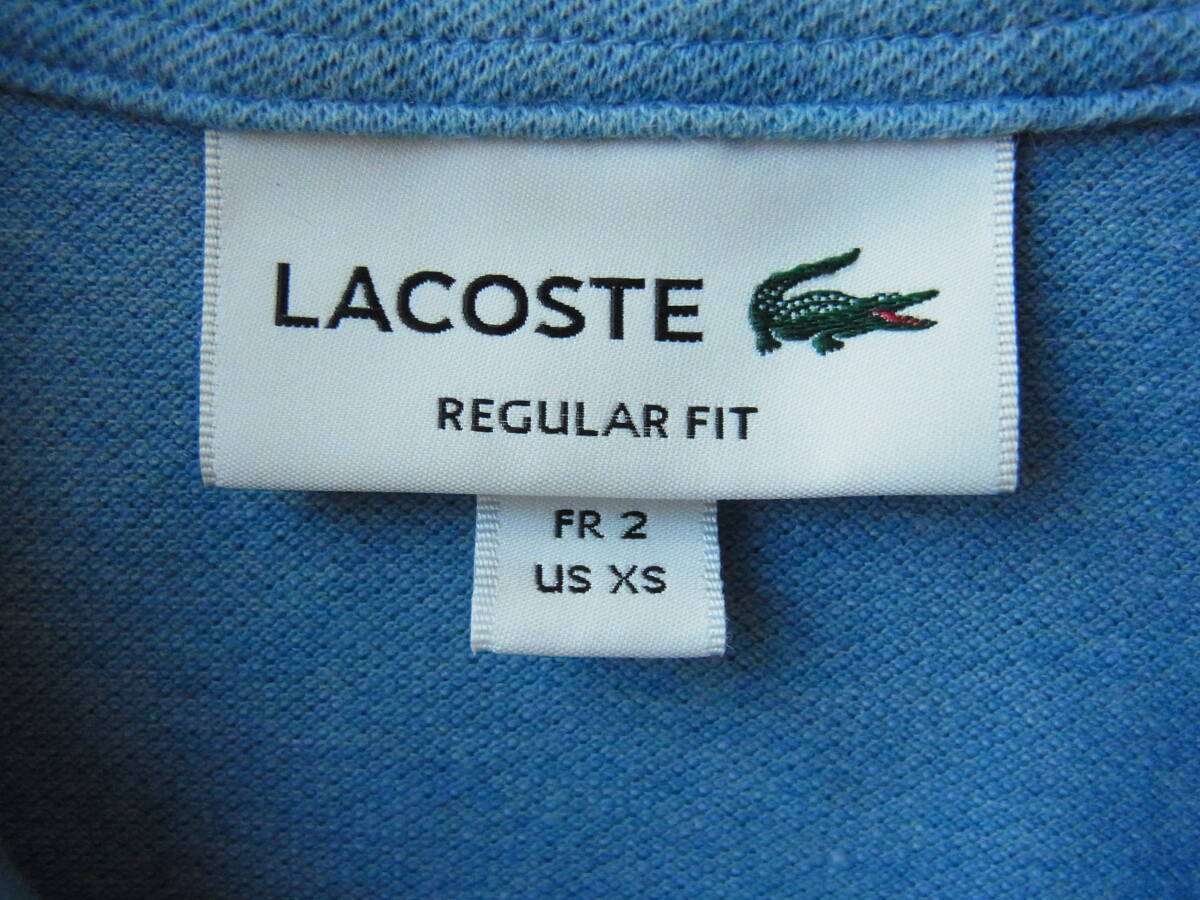 LACOSTE
REGULAR FIT
FR 2
US XS